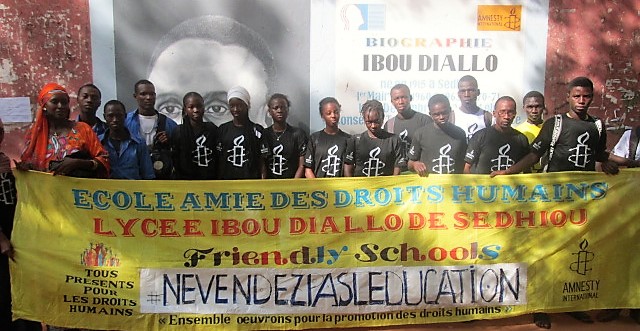 BIOGRAPHIE
IBOU DIALLO
AMNESTY
INTERNATIONAL
ECOLE AMIE DES DROITS HUMAINS
LYCEE IBOU DIALLO DE SEDHIOU
Friendly Schools
TOUS
PRESENTS
POUR
LES DROITS
HUMAINS
#NEVENDEZPASLEDUCATION
« Ensemble oeuvrons pour la promotion des droits humains »
AMNESTY
INTERNATIONAL